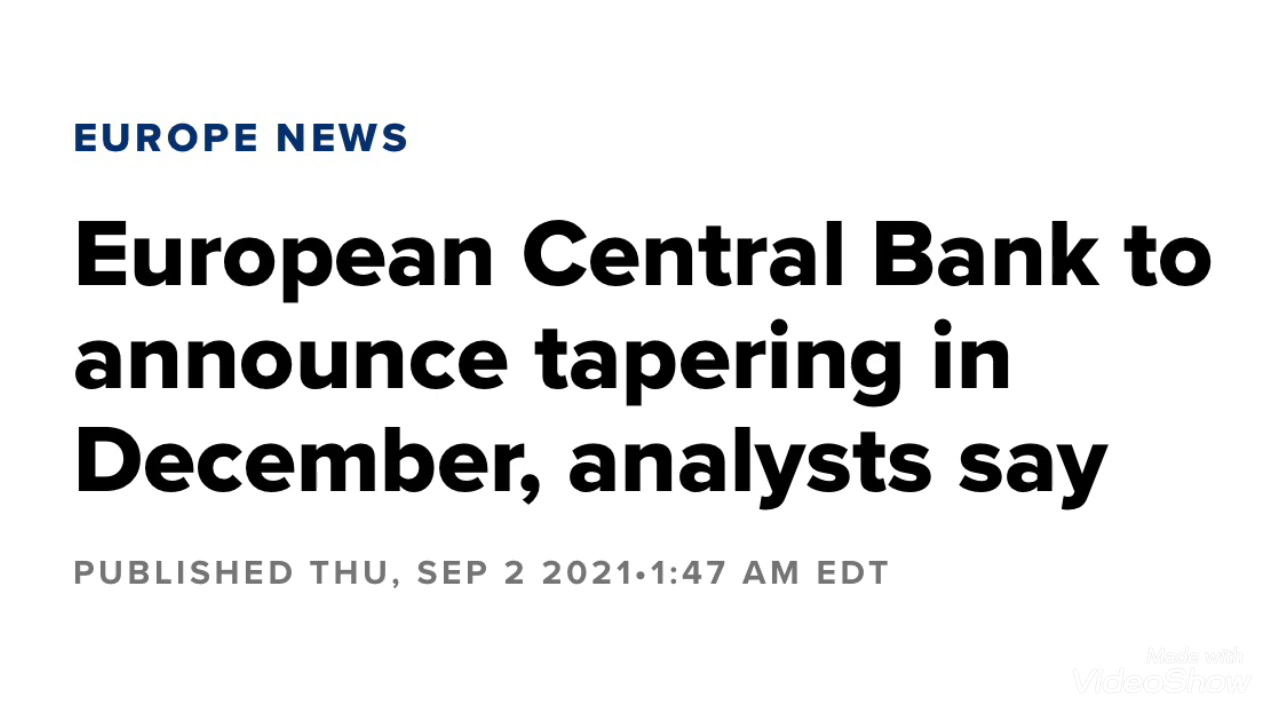 EUROPE NEWS
European Central Bank to
announce tapering in
December, analysts say
PUBLISHED THU, SEP 2 2021•1:47 AM EDT
Made with
VideoShow